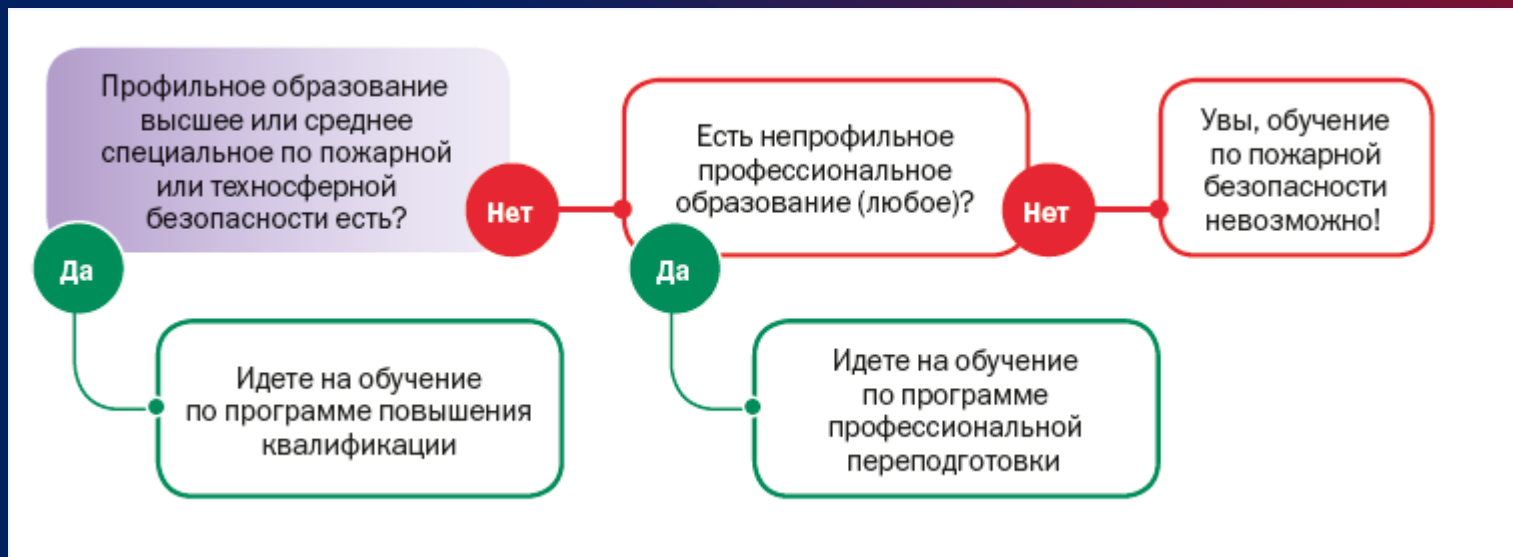 Профильное образование
высшее или среднее
специальное по пожарной
или техносферной
безопасности есть?
Нет
Есть непрофильное
профессиональное
образование (любое)?
Нет
Увы, обучение
по пожарной
безопасности
невозможно!
Да
Идете на обучение
по программе повышения
квалификации
Да
Идете на обучение
по программе
профессиональной
переподготовки